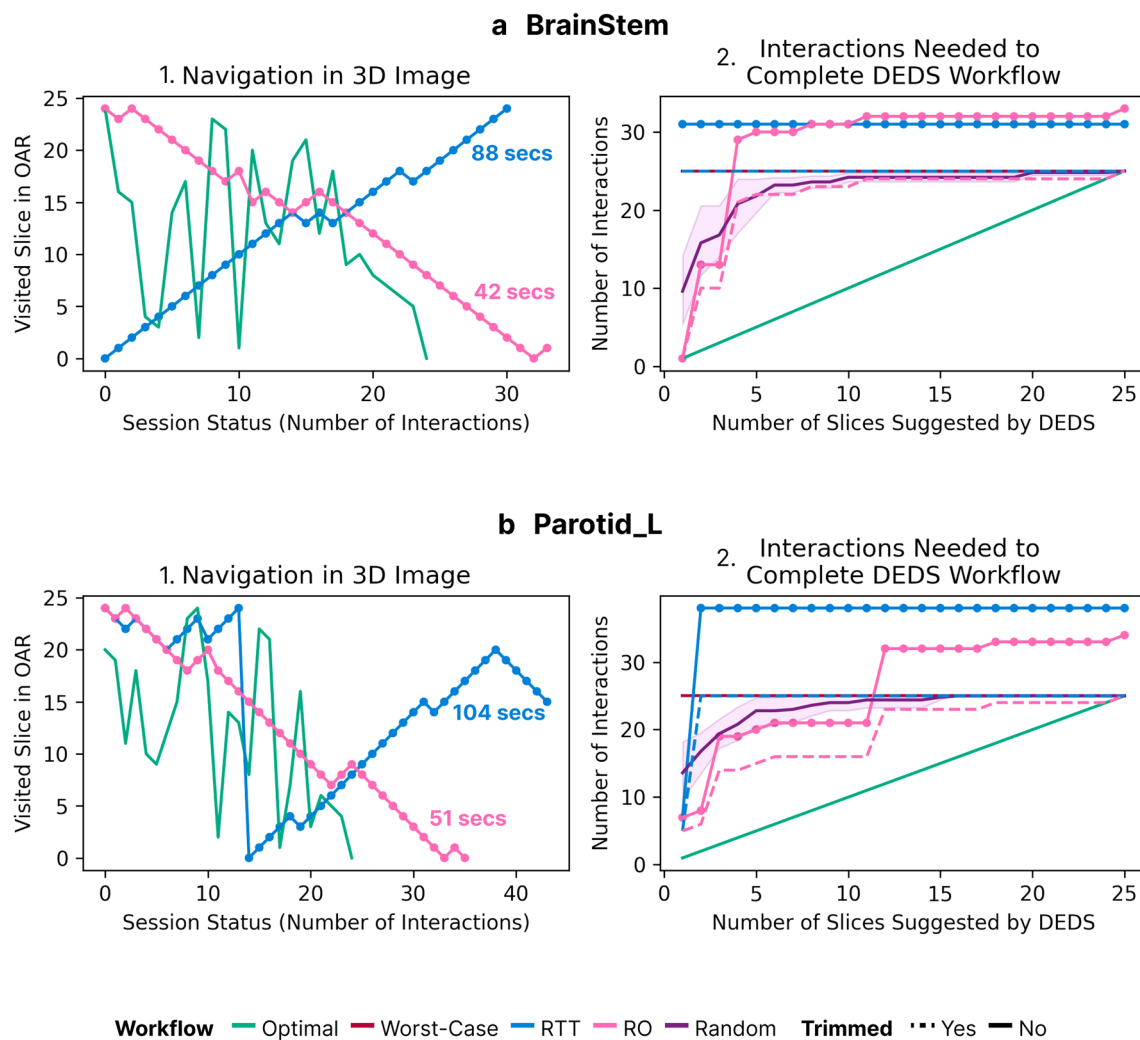 a BrainStem
1. Navigation in 3D Image
Visited Slice in OAR
25
20
15
10
5
0
88 secs
42 secs
0 10 20 30
Session Status (Number of Interactions)
2. Interactions Needed to
Complete DEDS Workflow
Number of Interactions
30
20
10
0
0 5 10 15 20 25
Number of Slices Suggested by DEDS
b Parotid_L
1. Navigation in 3D Image
Visited Slice in OAR
25
20
15
10
5
0
104 secs
51 secs
0 10 20 30 40
Session Status (Number of Interactions)
2. Interactions Needed to
Complete DEDS Workflow
Number of Interactions
30
20
10
0
0 5 10 15 20 25
Number of Slices Suggested by DEDS
Workflow Optimal Worst-Case RTT RO Random Trimmed Yes No